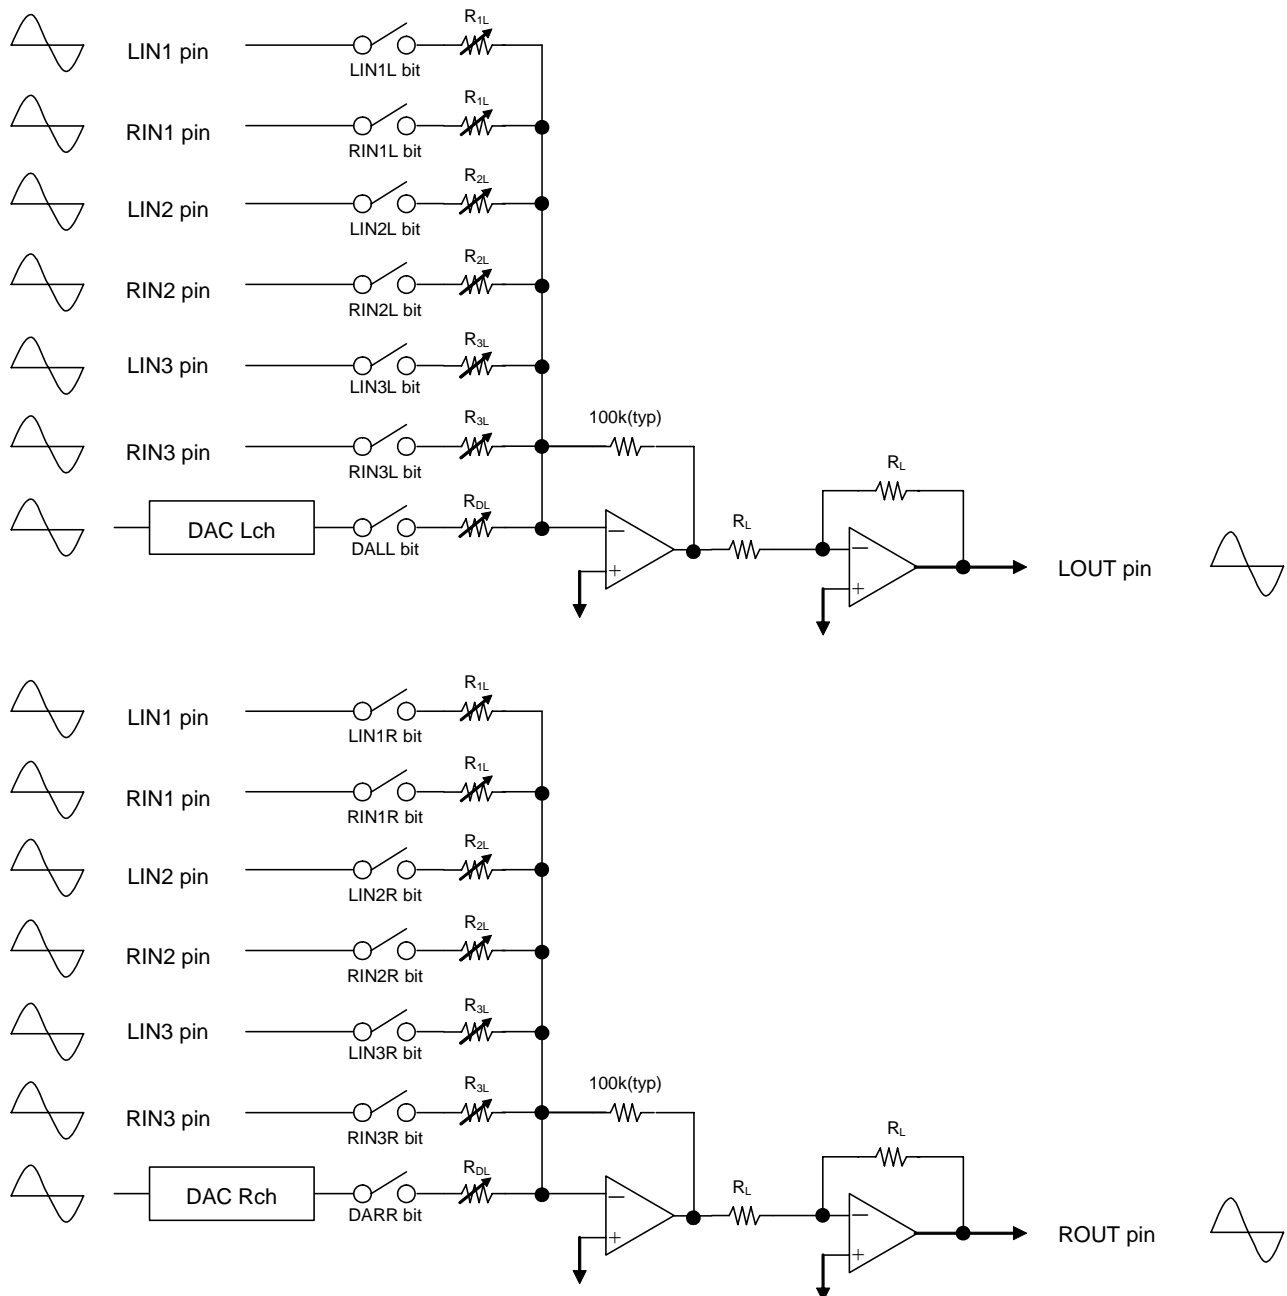 R1L
LIN1 pin
LIN1L bit
R1L
RIN1 pin
RIN1L bit
R2L
LIN2 pin
LIN2L bit
R2L
RIN2 pin
RIN2L bit
R3L
LIN3 pin
LIN3L bit
R3L
100k(typ)
RIN3 pin
RIN3L bit
RL
RDL
DAC Lch
DALL bit
−
+
RL
−
+
LOUT pin
R1L
LIN1 pin
LIN1R bit
R1L
RIN1 pin
RIN1R bit
R2L
LIN2 pin
LIN2R bit
R2L
RIN2 pin
RIN2R bit
R3L
LIN3 pin
LIN3R bit
R3L
100k(typ)
RIN3 pin
RIN3R bit
RL
RDL
DAC Rch
DARR bit
−
+
RL
−
+
ROUT pin